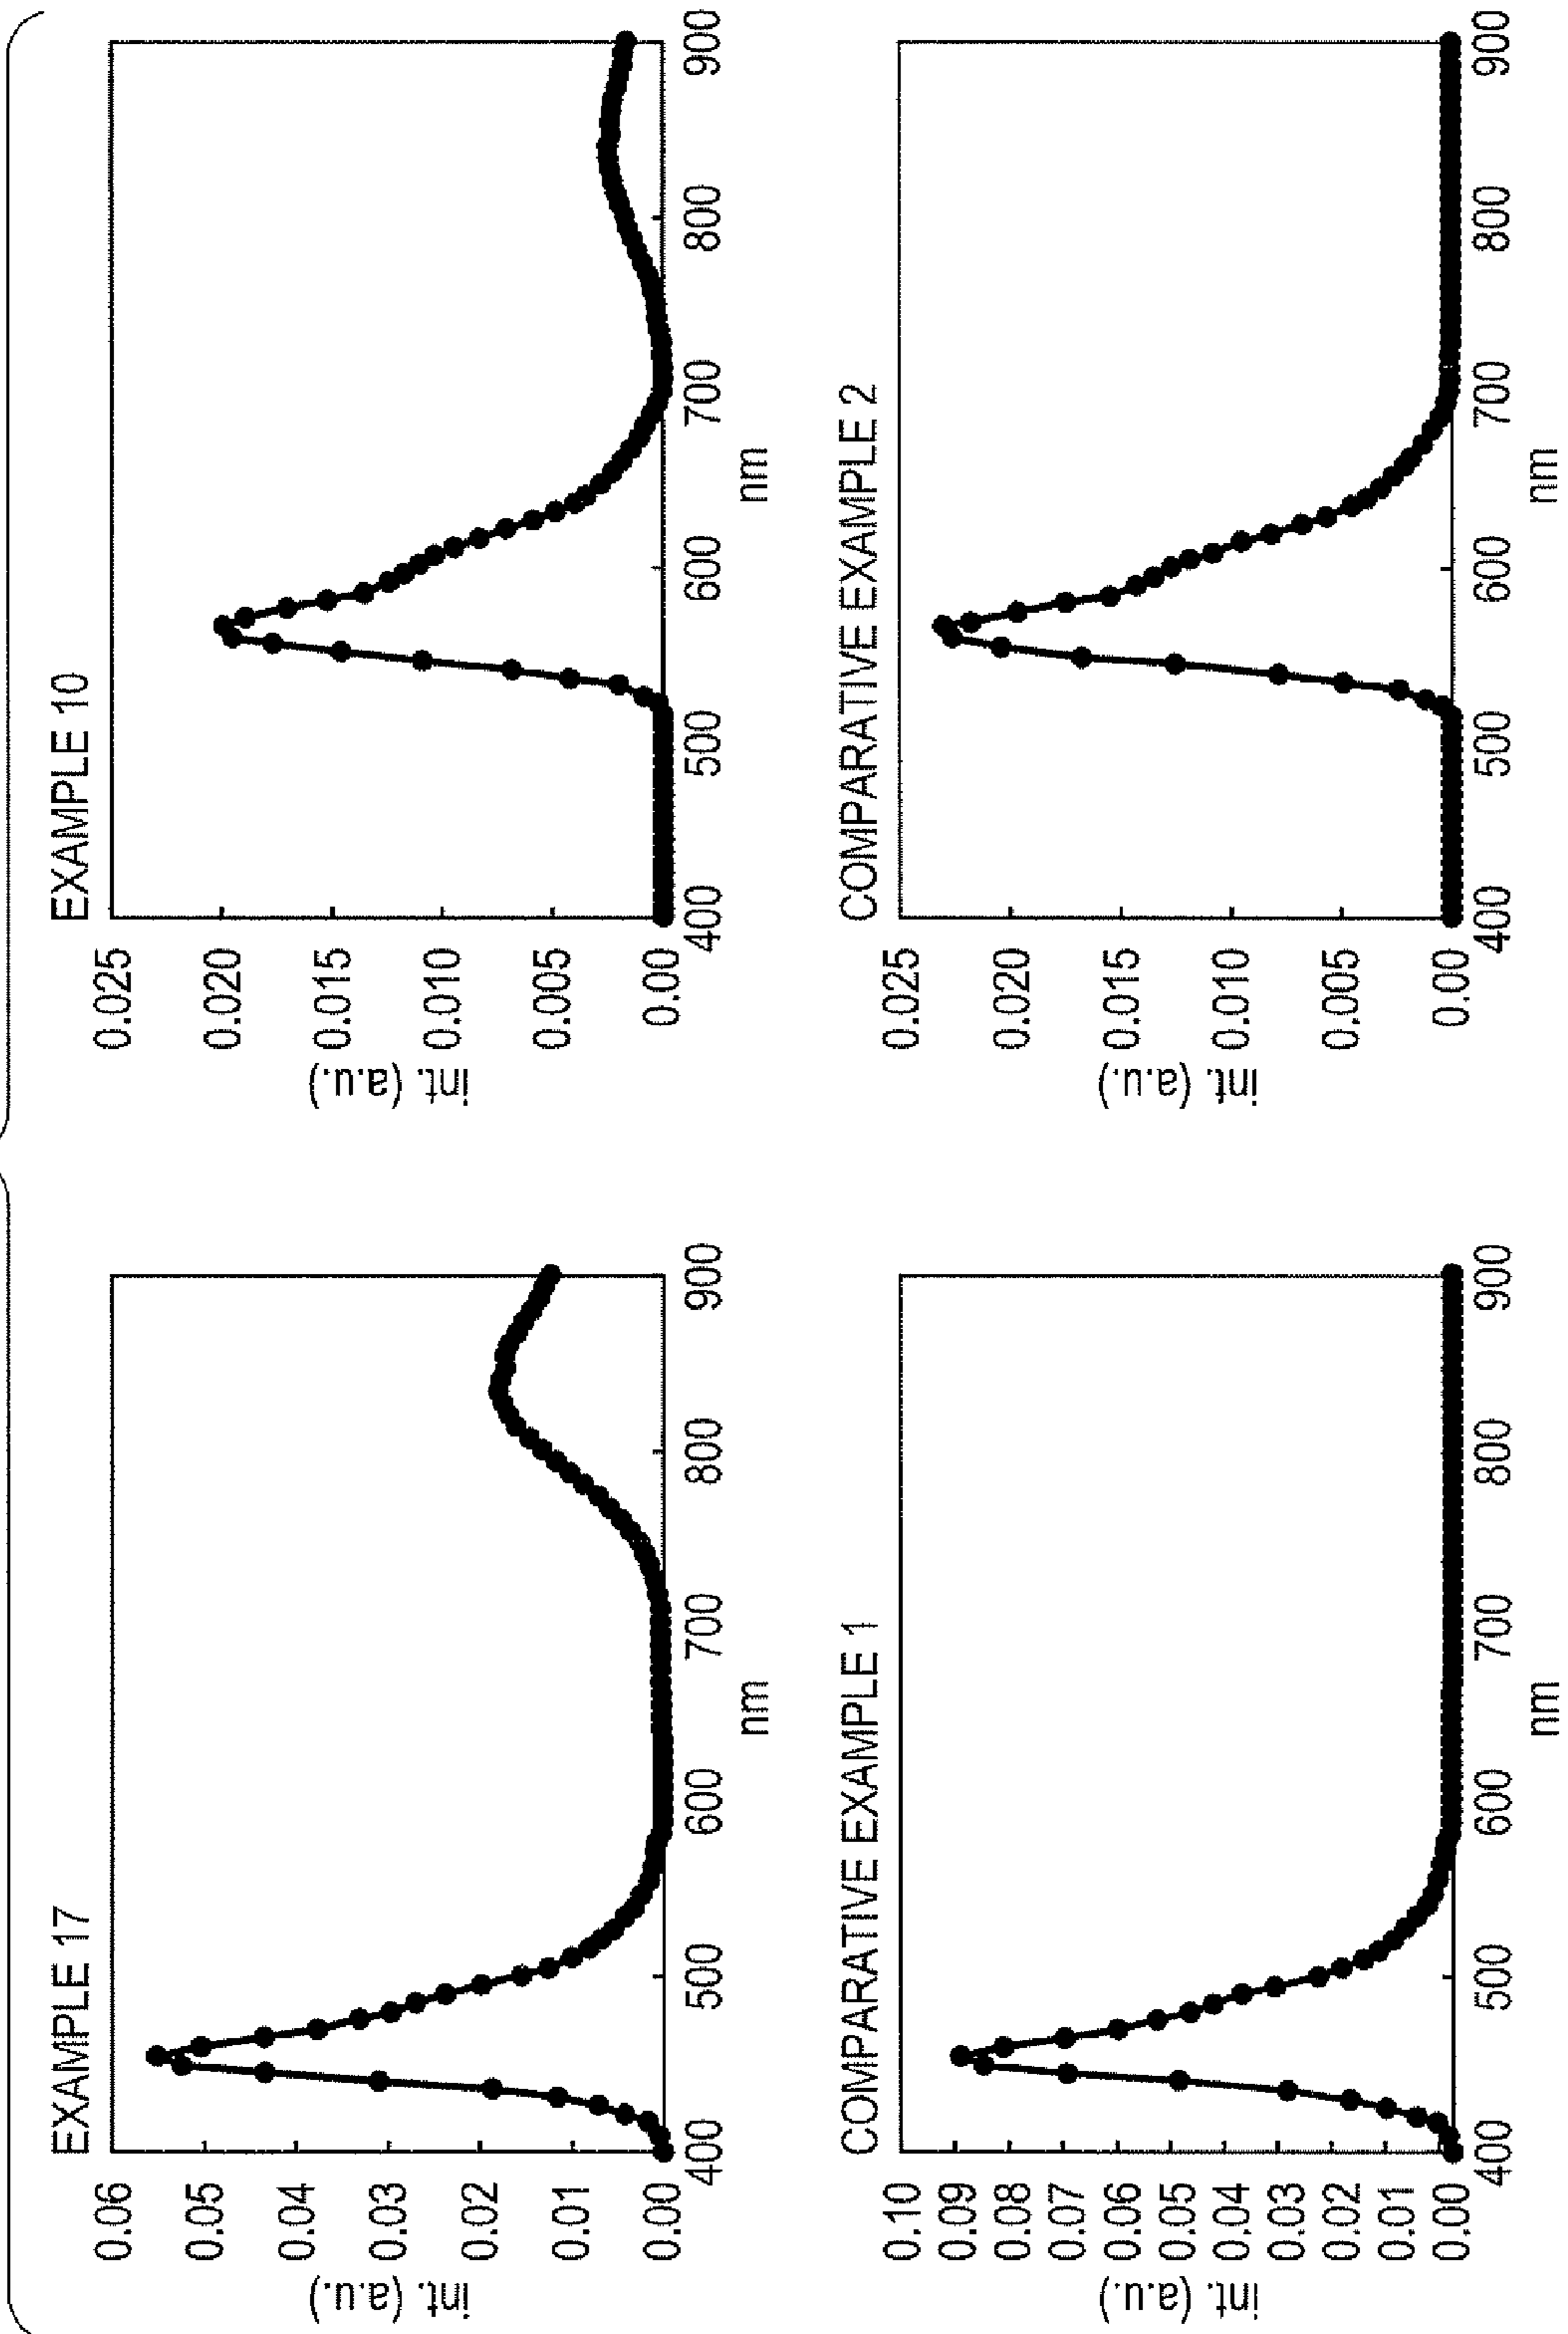 EXAMPLE 17
int. (a.u.)
0.06
0.05
0.04
0.03
0.02
0.01
0.00
400 500 600 700 800 900
nm
EXAMPLE 10
int. (a.u.)
0.025
0.020
0.015
0.010
0.005
0.00
400 500 600 700 800 900
nm
COMPARATIVE EXAMPLE 1
int. (a.u.)
0.10
0.09
0.08
0.07
0.06
0.05
0.04
0.03
0.02
0.01
0.00
400 500 600 700 800 900
nm
COMPARATIVE EXAMPLE 2
int. (a.u.)
0.025
0.020
0.015
0.010
0.005
0.00
400 500 600 700 800 900
nm